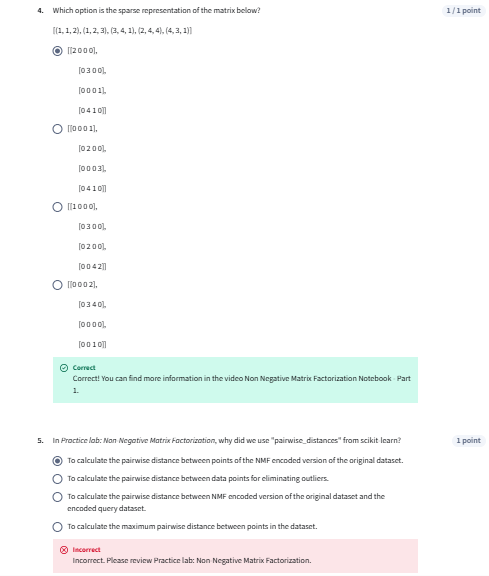 4. Which option is the sparse representation of the matrix below? 1 / 1 point
[(1, 1, 2), (1, 2, 3), (3, 4, 1), (2, 4, 4), (4, 3, 1)]
[[2 0 0 0],
[0 3 0 0],
[0 0 0 1],
[0 4 1 0]]
[[0 0 0 1],
[0 2 0 0],
[0 0 0 3],
[0 4 1 0]]
[[1 0 0 0],
[0 3 0 0],
[0 2 0 0],
[0 0 4 2]]
[[0 0 0 2],
[0 3 4 0],
[0 0 0 0],
[0 0 1 0]]
Correct
Correct! You can find more information in the video Non Negative Matrix Factorization Notebook - Part
1.
5. In Practice lab: Non-Negative Matrix Factorization, why did we use "pairwise_distances" from scikit-learn? 1 point
To calculate the pairwise distance between points of the NMF encoded version of the original dataset.
To calculate the pairwise distance between data points for eliminating outliers.
To calculate the pairwise distance between NMF encoded version of the original dataset and the
encoded query dataset.
To calculate the maximum pairwise distance between points in the dataset.
Incorrect
Incorrect. Please review Practice lab: Non-Negative Matrix Factorization.